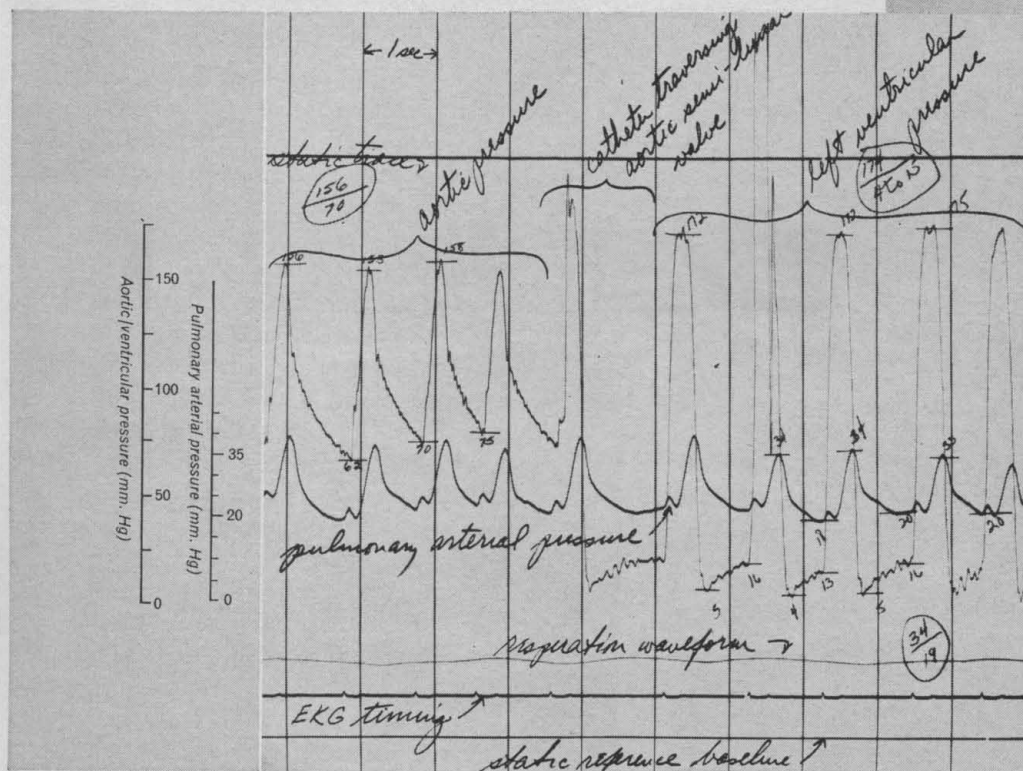 ← 1 sec →
static trace
156
70
aortic pressure
catheter traversing
aortic semi-lunar
valve
left ventricular
pressure
174
4 to 15
156
153
158
172
175
150
100
50
0
Aortic/ventricular pressure (mm. Hg)
35
20
0
Pulmonary arterial pressure (mm. Hg)
62
70
75
34
34
30
18
20
20
pulmonary arterial pressure
5
16
4
13
5
16
respiration waveform
34
19
EKG timing
static reference baseline